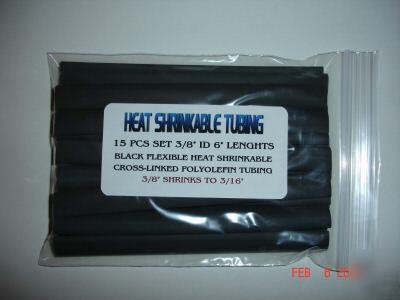 HEAT SHRINKABLE TUBING
15 PCS SET 3/8" ID 6" LENGHTS
BLACK FLEXIBLE HEAT SHRINKABLE
CROSS-LINKED POLYOLEFIN TUBING
3/8" SHRINKS TO 3/16"
FEB 6